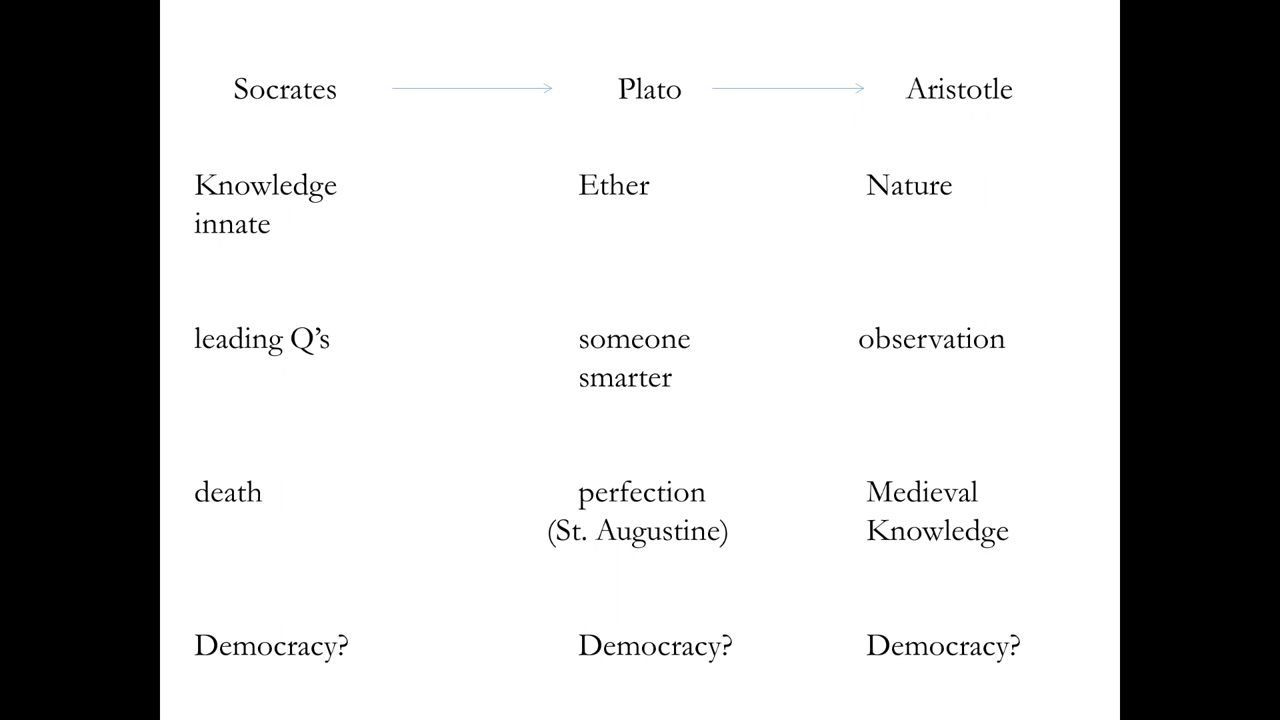 Socrates Plato Aristotle
Knowledge Ether Nature
innate
leading Q’s someone observation
smarter
death perfection Medieval
(St. Augustine) Knowledge
Democracy? Democracy? Democracy?